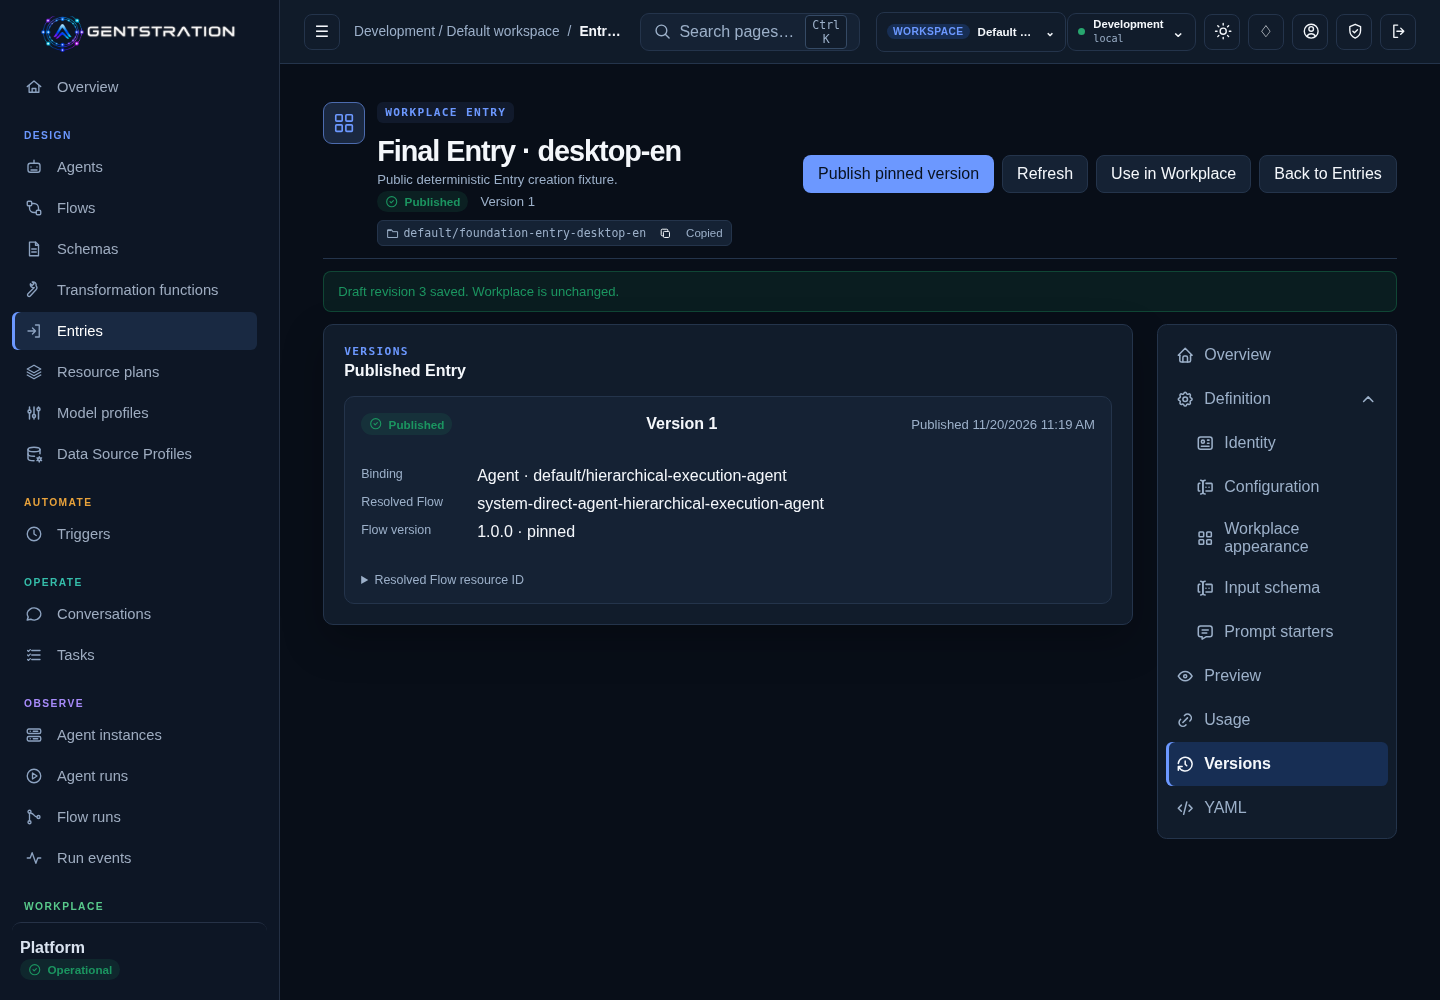 GENTSTRATION
Overview
DESIGN
Agents
Flows
Schemas
Transformation functions
Entries
Resource plans
Model profiles
Data Source Profiles
AUTOMATE
Triggers
OPERATE
Conversations
Tasks
OBSERVE
Agent instances
Agent runs
Flow runs
Run events
WORKPLACE
Platform
Operational
Development / Default workspace / Entr...
Search pages...
Ctrl K
WORKSPACE Default ...
Development
local
WORKPLACE ENTRY
Final Entry · desktop-en
Public deterministic Entry creation fixture.
Published Version 1
default/foundation-entry-desktop-en Copied
Publish pinned version
Refresh
Use in Workplace
Back to Entries
Draft revision 3 saved. Workplace is unchanged.
VERSIONS
Published Entry
Published Version 1 Published 11/20/2026 11:19 AM
Binding Agent · default/hierarchical-execution-agent
Resolved Flow system-direct-agent-hierarchical-execution-agent
Flow version 1.0.0 · pinned
Resolved Flow resource ID
Overview
Definition
Identity
Configuration
Workplace
appearance
Input schema
Prompt starters
Preview
Usage
Versions
YAML